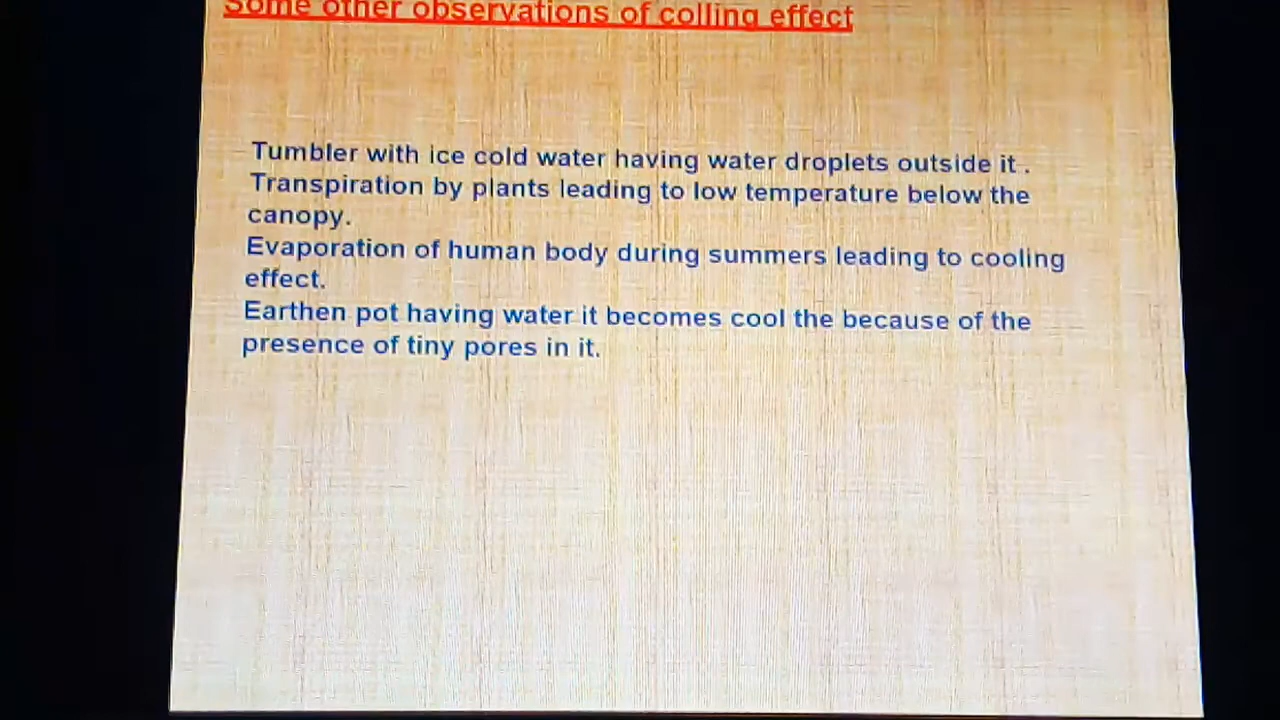 Some other observations of colling effect
Tumbler with ice cold water having water droplets outside it .
Transpiration by plants leading to low temperature below the
canopy.
Evaporation of human body during summers leading to cooling
effect.
Earthen pot having water it becomes cool the because of the
presence of tiny pores in it.